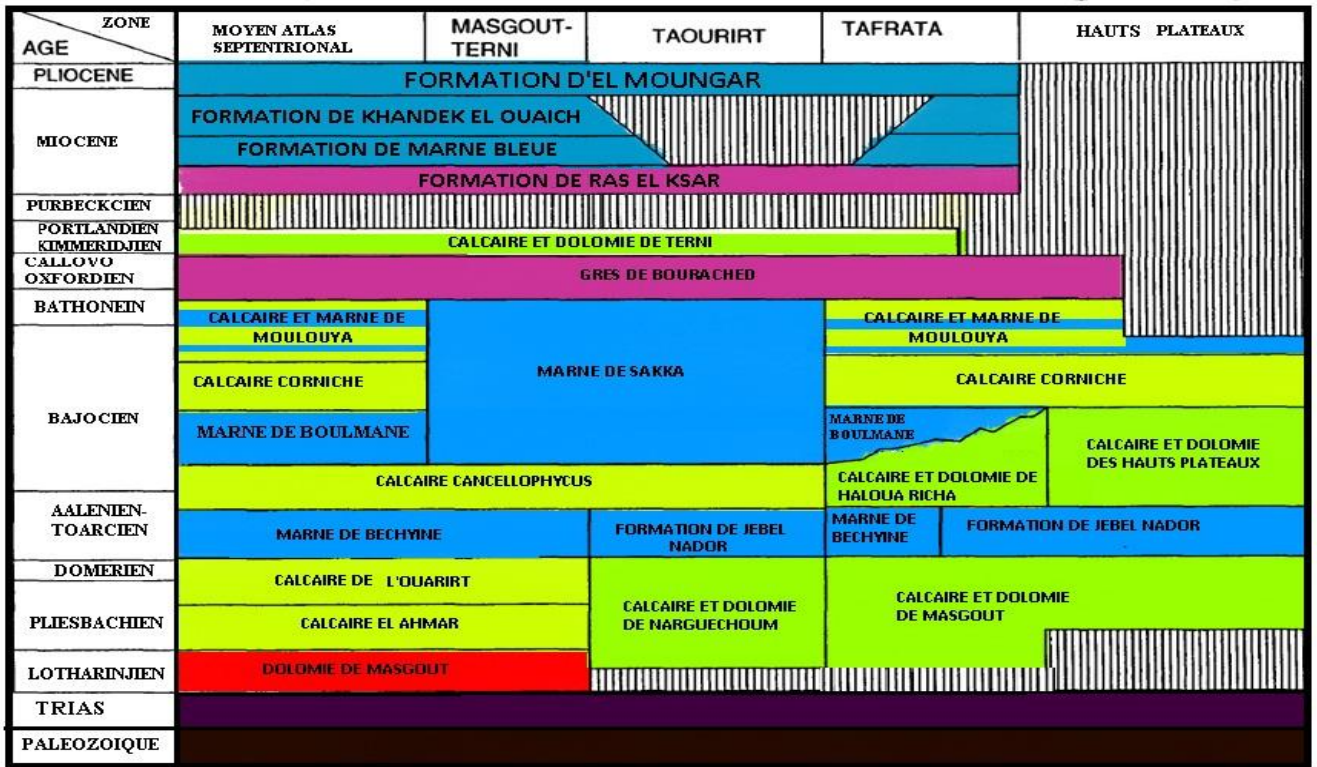 ZONE
AGE
MOYEN ATLAS
SEPTENTRIONAL
MASGOUT-
TERNI
TAOURIRT
TAFRATA
HAUTS PLATEAUX
PLIOCENE
FORMATION D'EL MOUNGAR
MIOCENE
FORMATION DE KHANDEK EL OUAICH
FORMATION DE MARNE BLEUE
FORMATION DE RAS EL KSAR
PURBECKCIEN
PORTLANDIEN
KIMMERIDJIEN
CALCAIRE ET DOLOMIE DE TERNI
CALLOVO
OXFORDIEN
GRES DE BOURACHED
BATHONEIN
CALCAIRE ET MARNE DE
MOULOUYA
CALCAIRE ET MARNE DE
MOULOUYA
BAJOCIEN
CALCAIRE CORNICHE
MARNE DE SAKKA
CALCAIRE CORNICHE
MARNE DE BOULMANE
MARNE DE
BOULMANE
CALCAIRE ET DOLOMIE
DES HAUTS PLATEAUX
CALCAIRE CANCELLOPHYCUS
CALCAIRE ET DOLOMIE DE
HALOUA RICHA
AALENIEN-
TOARCIEN
MARNE DE BECHYINE
FORMATION DE JEBEL
NADOR
MARNE DE
BECHYINE
FORMATION DE JEBEL NADOR
DOMERIEN
CALCAIRE DE L'OUARIRT
PLIESBACHIEN
CALCAIRE EL AHMAR
CALCAIRE ET DOLOMIE
DE NARGUECHOUM
CALCAIRE ET DOLOMIE
DE MASGOUT
LOTHARINJIEN
DOLOMIE DE MASGOUT
TRIAS
PALEOZOIQUE